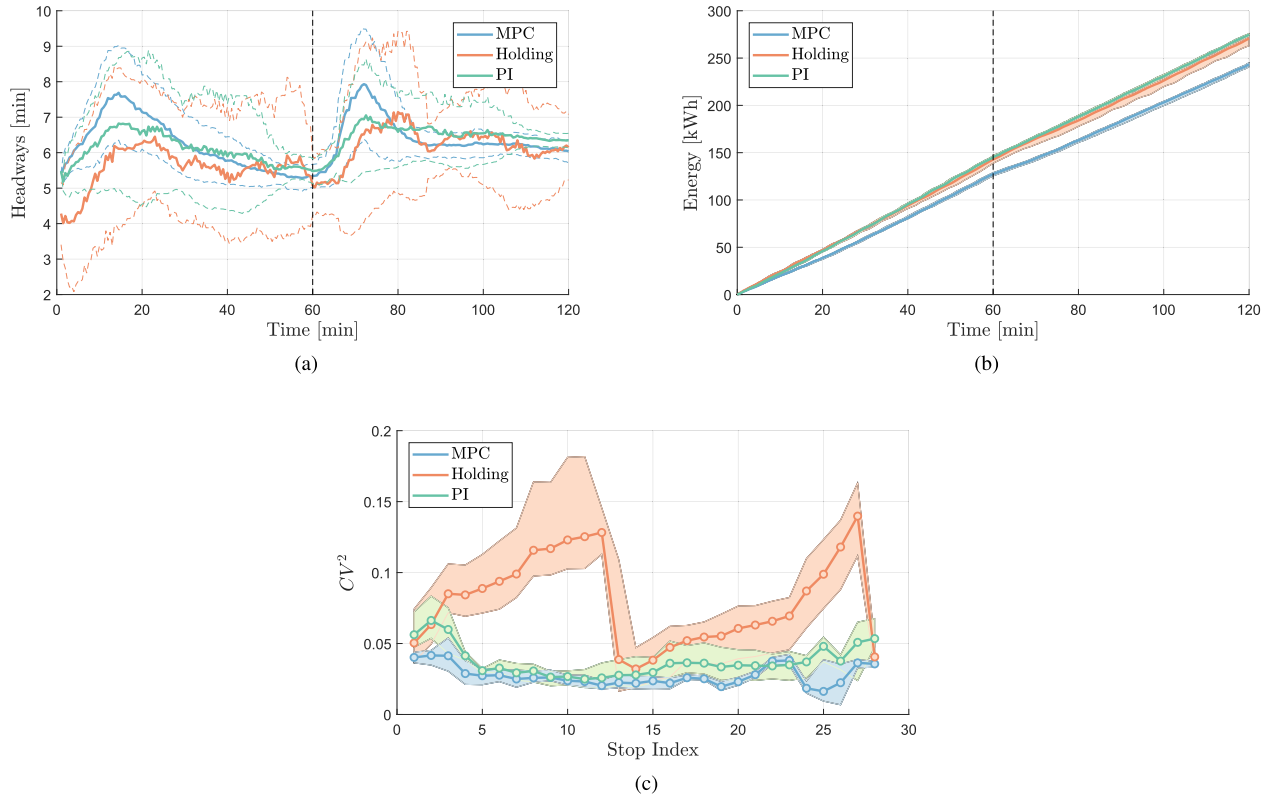 10
9
8
7
6
5
4
3
2
0
20
40
60
80
100
120
Headways [min]
Time [min]
MPC
Holding
PI
(a)
300
250
200
150
100
50
0
0
20
40
60
80
100
120
Energy [kWh]
Time [min]
MPC
Holding
PI
(b)
0.2
0.15
0.1
0.05
0
0
5
10
15
20
25
30
CV²
Stop Index
MPC
Holding
PI
(c)